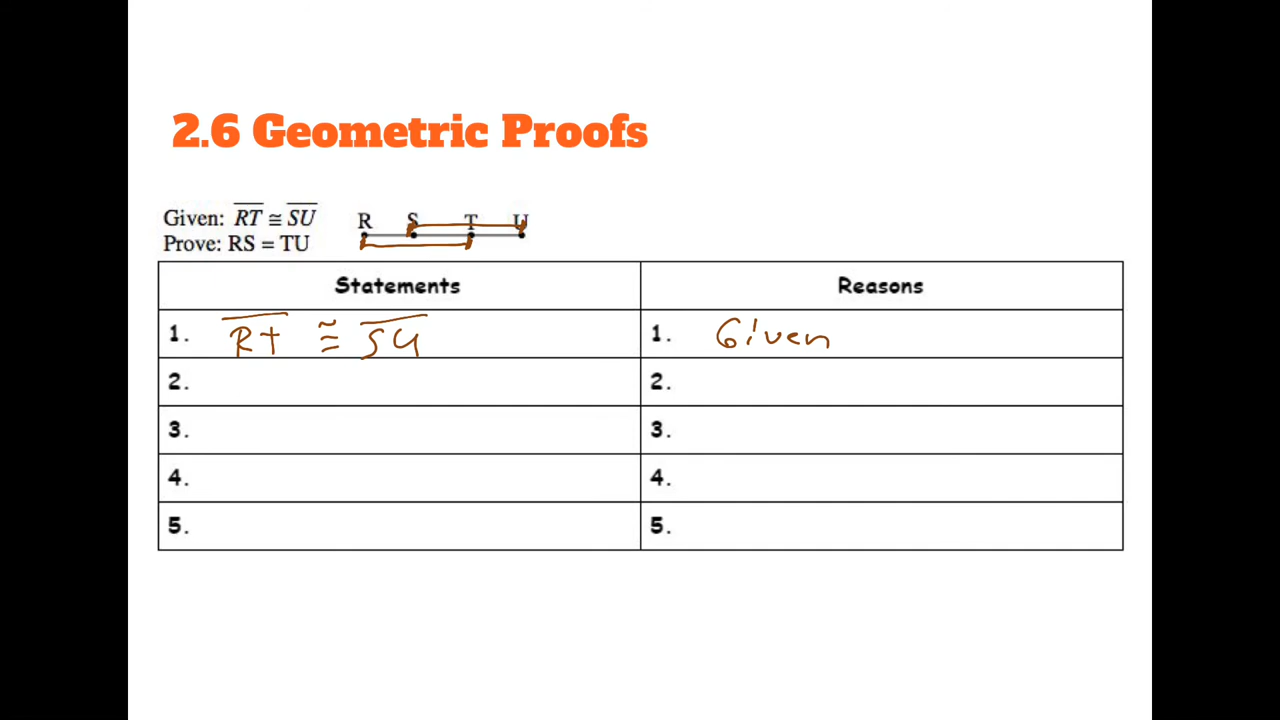 2.6 Geometric Proofs
Given: RT ≅ SU
Prove: RS = TU
R S T U
Statements Reasons
1. Rt ≅ SU 1. Given
2. 2.
3. 3.
4. 4.
5. 5.